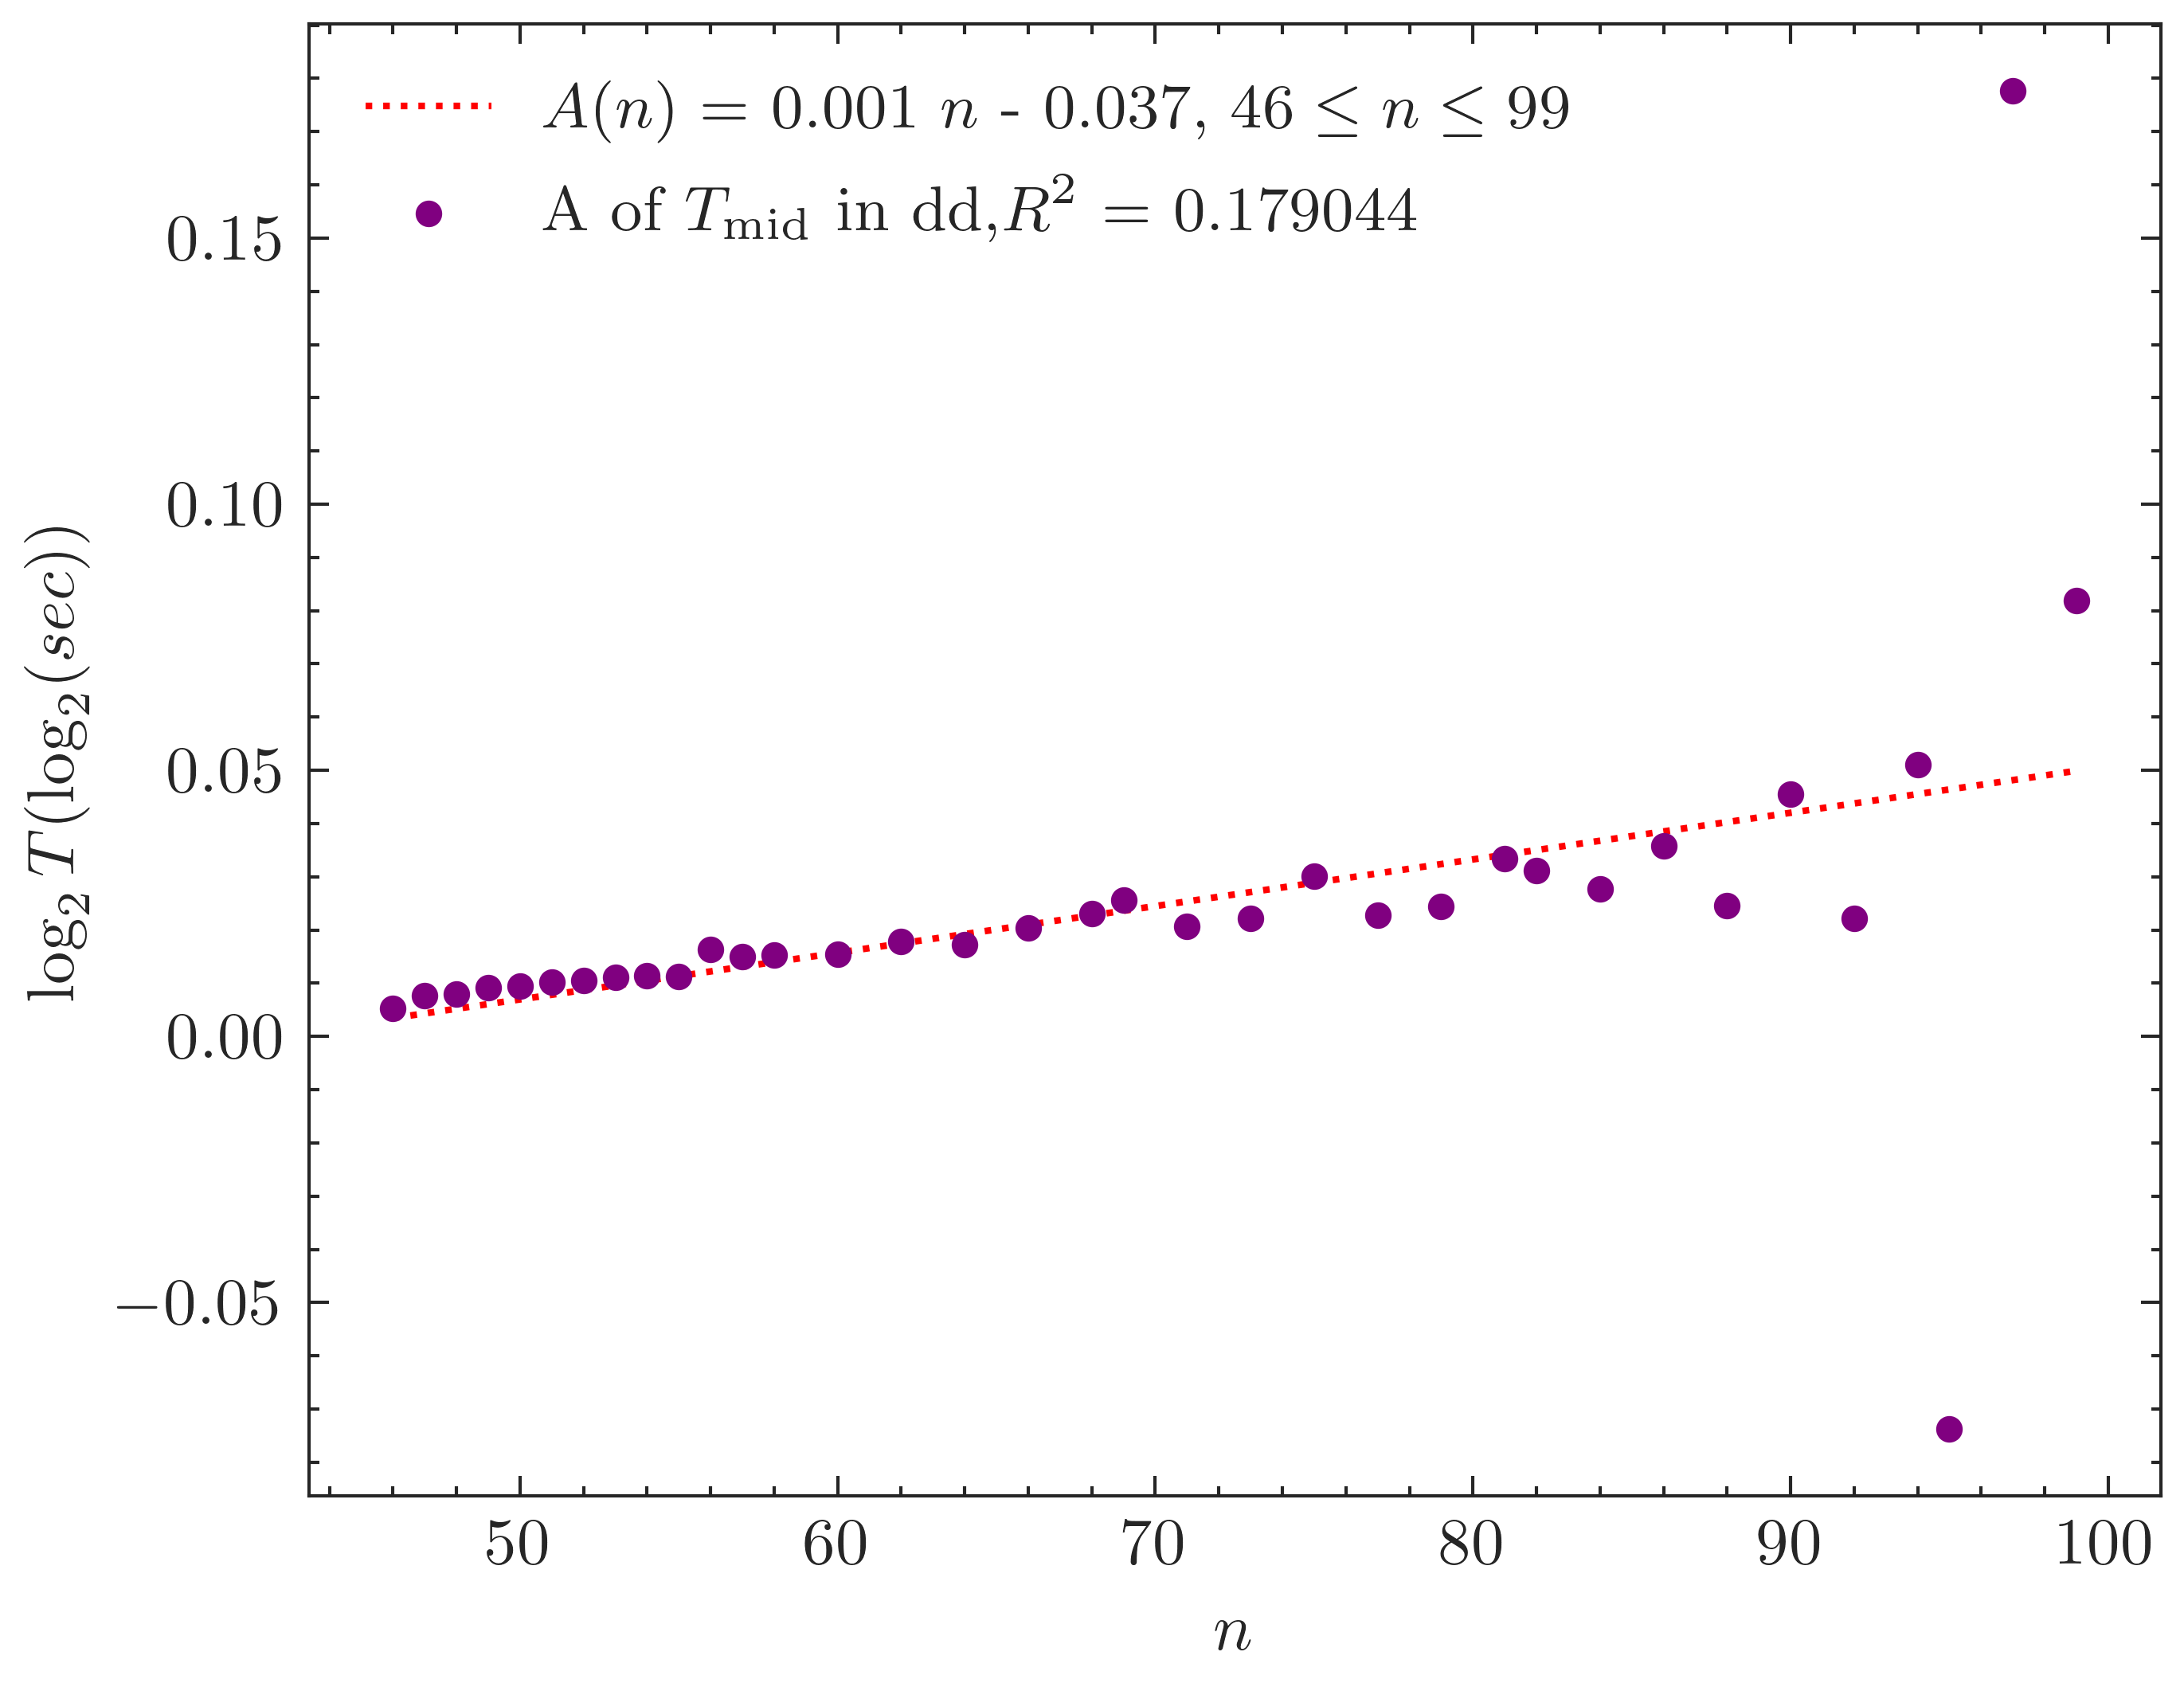 A(n) = 0.001 n - 0.037, 46 ≤ n ≤ 99
A of T_mid in dd,R² = 0.179044
0.15
0.10
0.05
0.00
−0.05
log₂ T(log₂(sec))
50 60 70 80 90 100
n